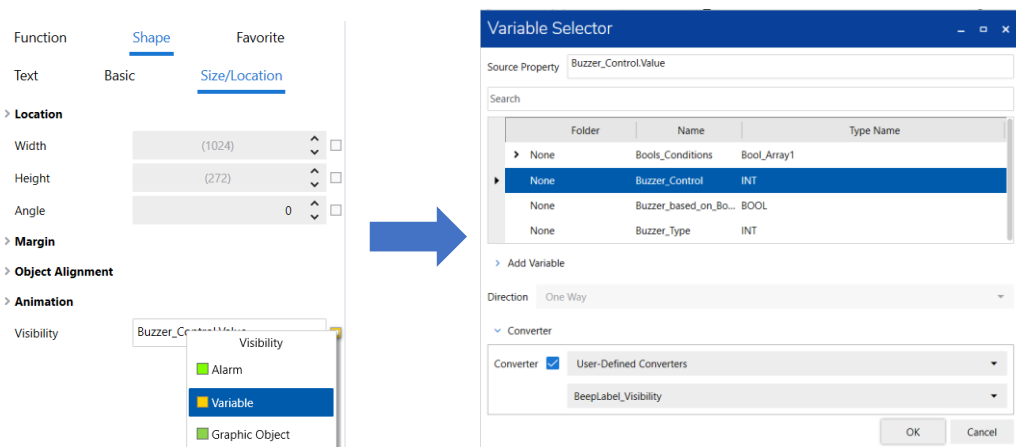 Function Shape Favorite
Text Basic Size/Location
Location
Width (1024)
Height (272)
Angle 0
Margin
Object Alignment
Animation
Visibility Buzzer_Control.Value
Visibility
Alarm
Variable
Graphic Object
Variable Selector
Source Property Buzzer_Control.Value
Search
Folder Name Type Name
None Bools_Conditions Bool_Array1
None Buzzer_Control INT
None Buzzer_based_on_Bo... BOOL
None Buzzer_Type INT
Add Variable
Direction One Way
Converter
Converter User-Defined Converters
BeepLabel_Visibility
OK Cancel